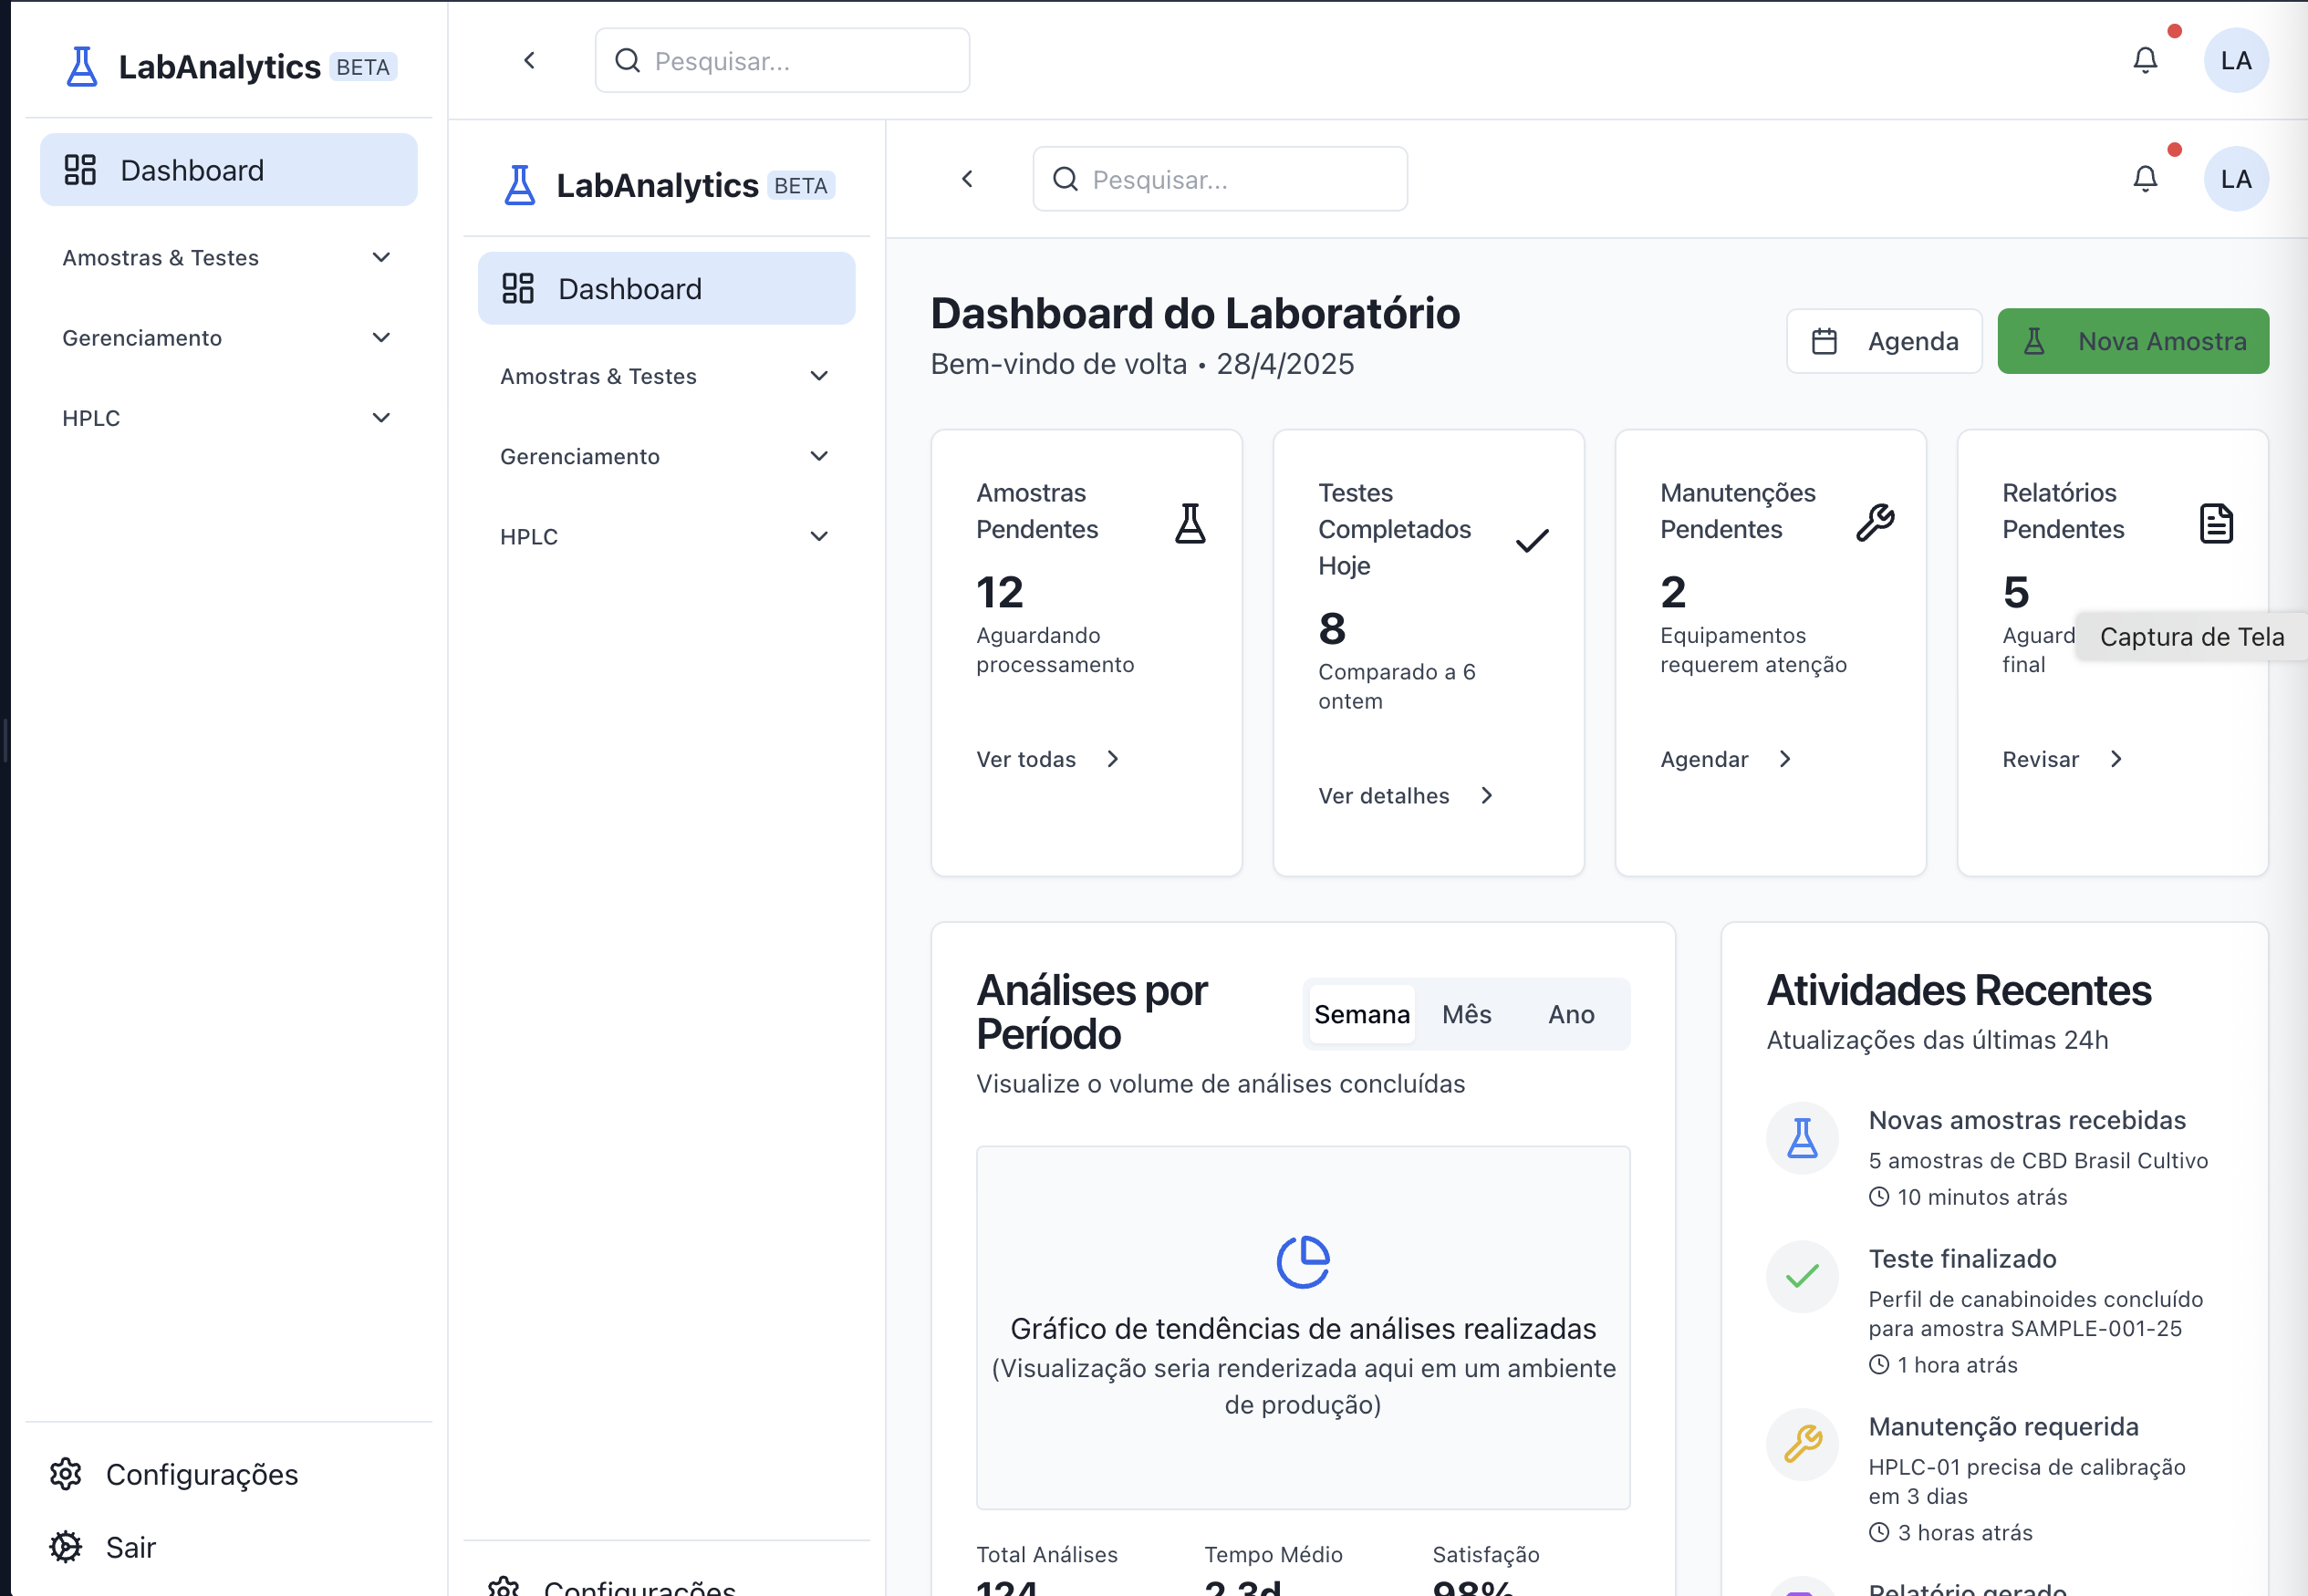 LabAnalytics BETA
Dashboard
Amostras & Testes
Gerenciamento
HPLC
Configurações
Sair
Pesquisar...
LA
LabAnalytics BETA
Dashboard
Amostras & Testes
Gerenciamento
HPLC
Configurações
Pesquisar...
LA
Dashboard do Laboratório
Bem-vindo de volta • 28/4/2025
Agenda
Nova Amostra
Amostras
Pendentes
12
Aguardando
processamento
Ver todas
Testes
Completados
Hoje
8
Comparado a 6
ontem
Ver detalhes
Manutenções
Pendentes
2
Equipamentos
requerem atenção
Agendar
Relatórios
Pendentes
5
Aguard
final
Revisar
Captura de Tela
Análises por
Período
Semana
Mês
Ano
Visualize o volume de análises concluídas
Gráfico de tendências de análises realizadas
(Visualização seria renderizada aqui em um ambiente
de produção)
Total Análises
124
Tempo Médio
2.3d
Satisfação
98%
Atividades Recentes
Atualizações das últimas 24h
Novas amostras recebidas
5 amostras de CBD Brasil Cultivo
10 minutos atrás
Teste finalizado
Perfil de canabinoides concluído
para amostra SAMPLE-001-25
1 hora atrás
Manutenção requerida
HPLC-01 precisa de calibração
em 3 dias
3 horas atrás
Relatório gerado